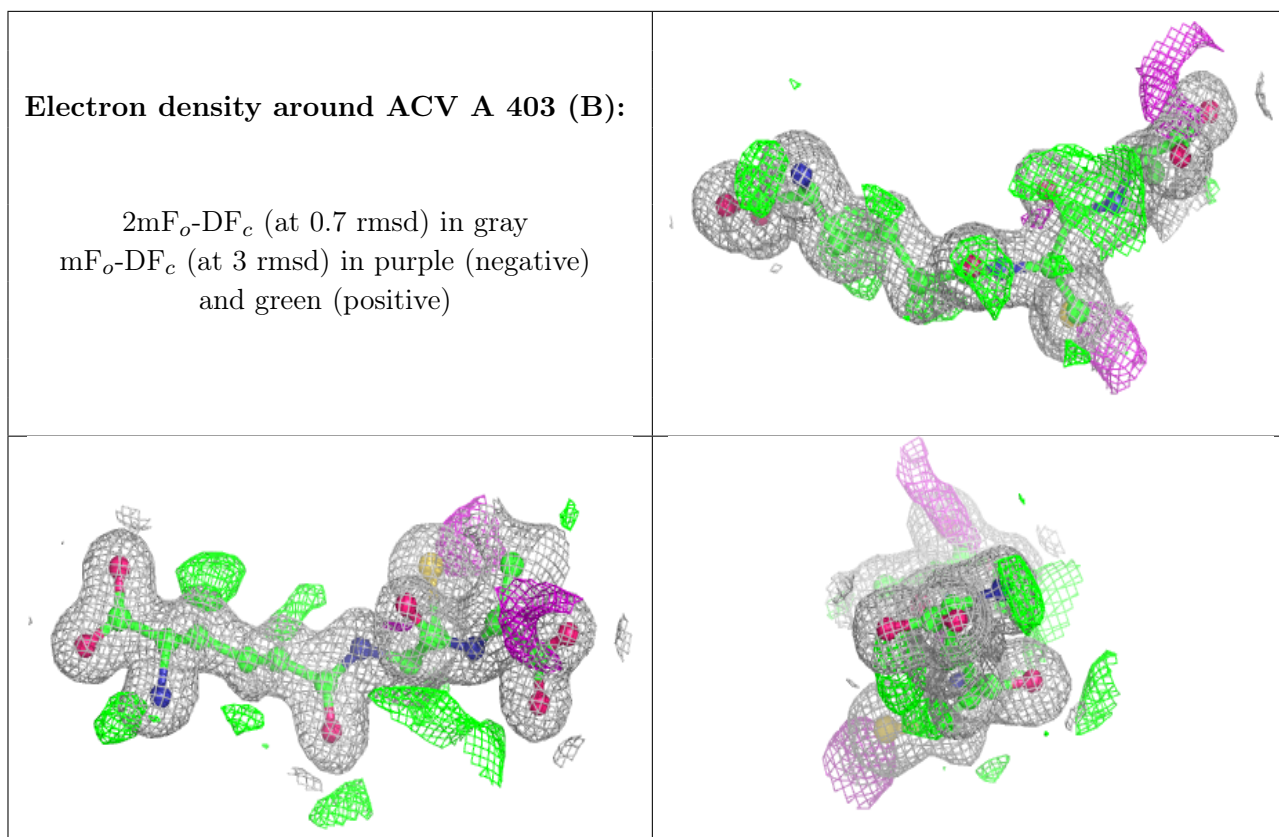 Electron density around ACV A 403 (B):
2mFₒ-DF𝒸 (at 0.7 rmsd) in gray
mFₒ-DF𝒸 (at 3 rmsd) in purple (negative)
and green (positive)